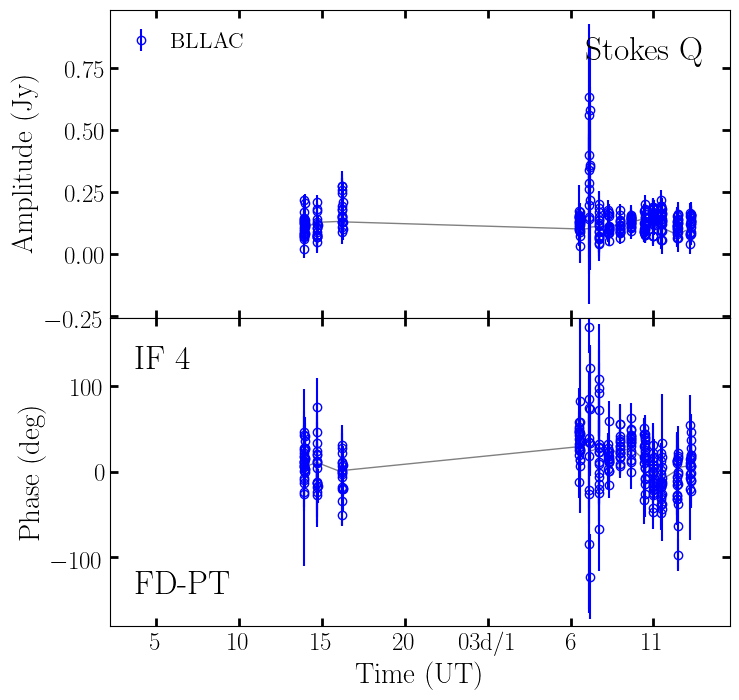 BLLAC
Stokes Q
Amplitude (Jy)
0.75
0.50
0.25
0.00
−0.25
IF 4
Phase (deg)
100
0
−100
FD-PT
5 10 15 20 03d/1 6 11
Time (UT)